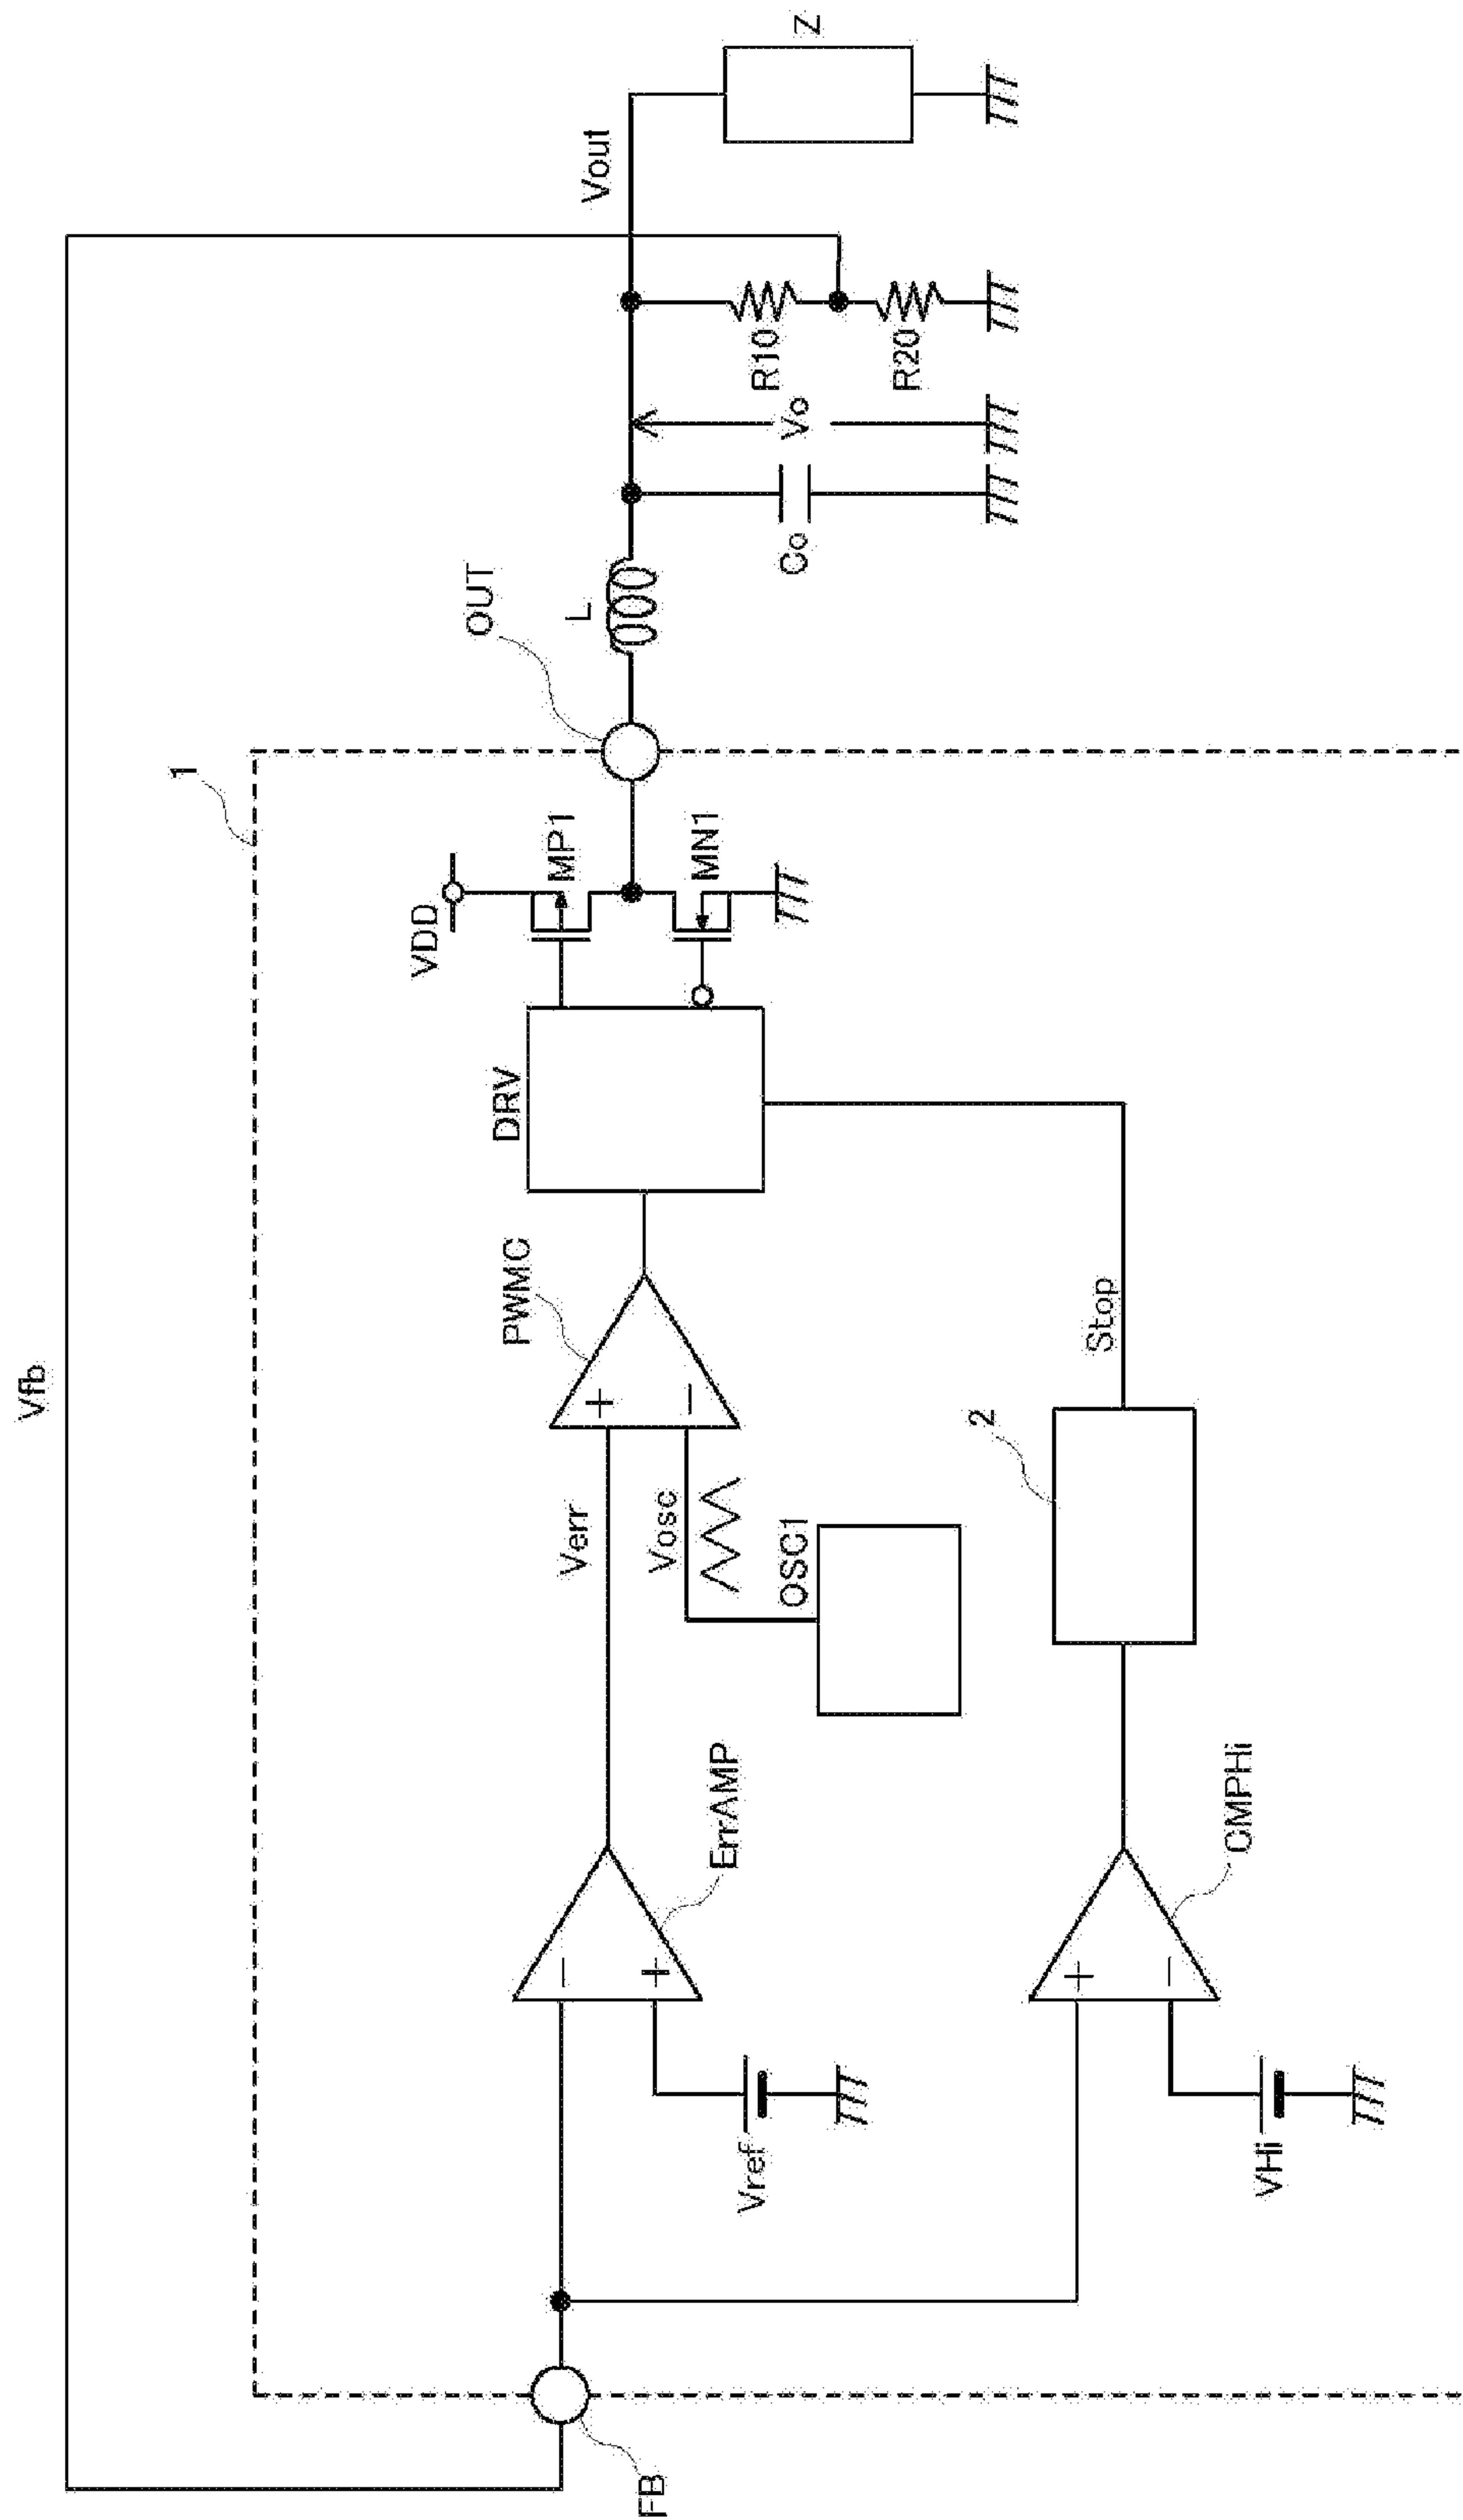 Vfb
1
VDD
OUT
Vout
DRV
MP1
L
PWMC
Verr
MN1
Vosc
Co
Vo
R10
Z
OSC1
R20
ErrAMP
Vref
FB
2
Stop
CMPHi
VHi
+
−
−
+
+
−